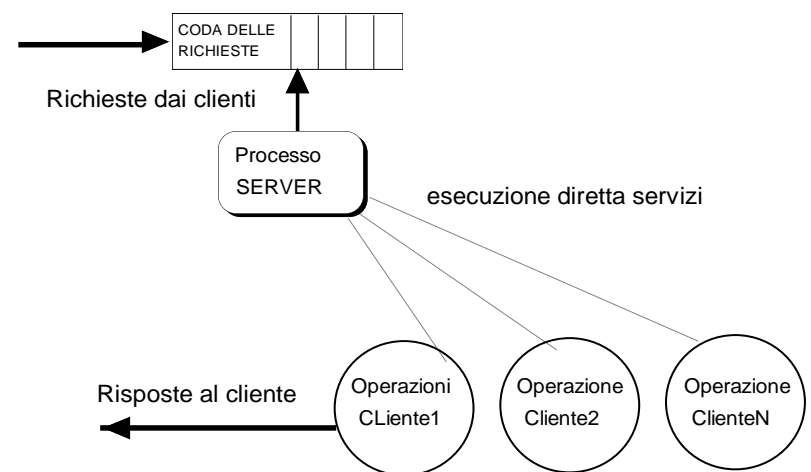 CODA DELLE
RICHIESTE
Richieste dai clienti
Processo
SERVER
esecuzione diretta servizi
Risposte al cliente
Operazioni
CLiente1
Operazione
Cliente2
Operazione
ClienteN